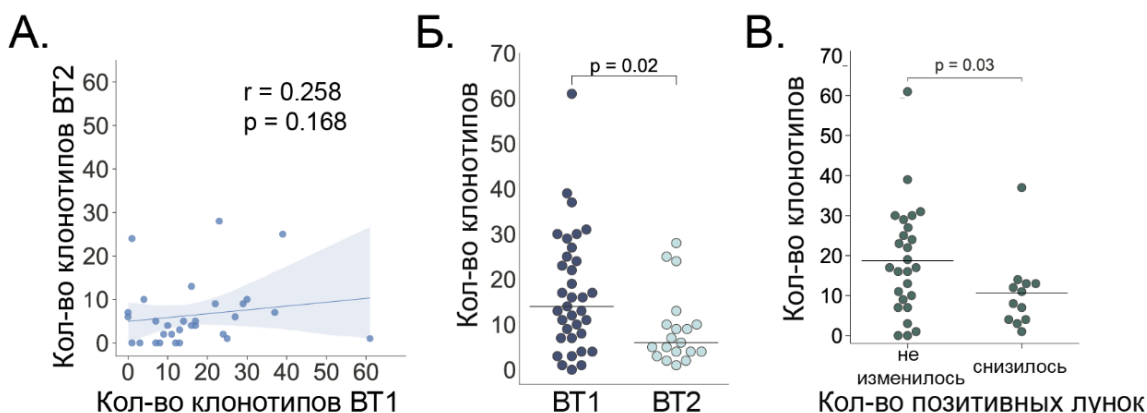 А.
Кол-во клонотипов ВТ2
60
50
40
30
20
10
0
r = 0.258
p = 0.168
0 10 20 30 40 50 60
Кол-во клонотипов ВТ1
Б.
Кол-во клонотипов
70
60
50
40
30
20
10
0
p = 0.02
ВТ1 ВТ2
В.
Кол-во клонотипов
70
60
50
40
30
20
10
0
p = 0.03
не
изменилось
снизилось
Кол-во позитивных лунок